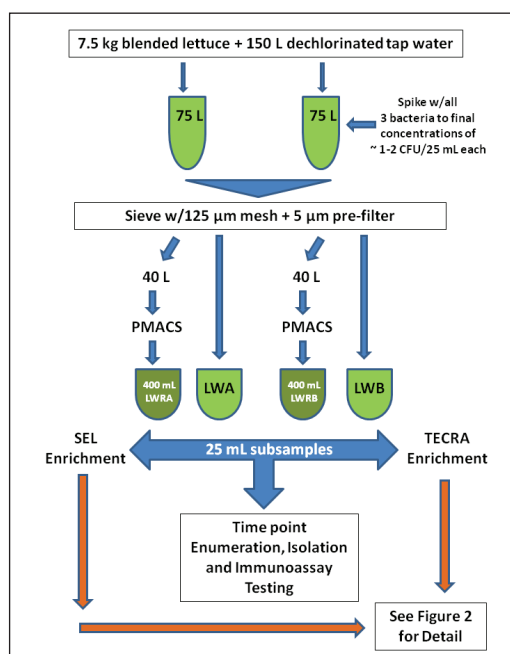 7.5 kg blended lettuce + 150 L dechlorinated tap water
75 L
75 L
Spike w/all
3 bacteria to final
concentrations of
~ 1-2 CFU/25 mL each
Sieve w/125 µm mesh + 5 µm pre-filter
40 L
40 L
PMACS
PMACS
400 mL
LWRA
LWA
400 mL
LWRB
LWB
SEL
Enrichment
25 mL subsamples
TECRA
Enrichment
Time point
Enumeration, Isolation
and Immunoassay
Testing
See Figure 2
for Detail